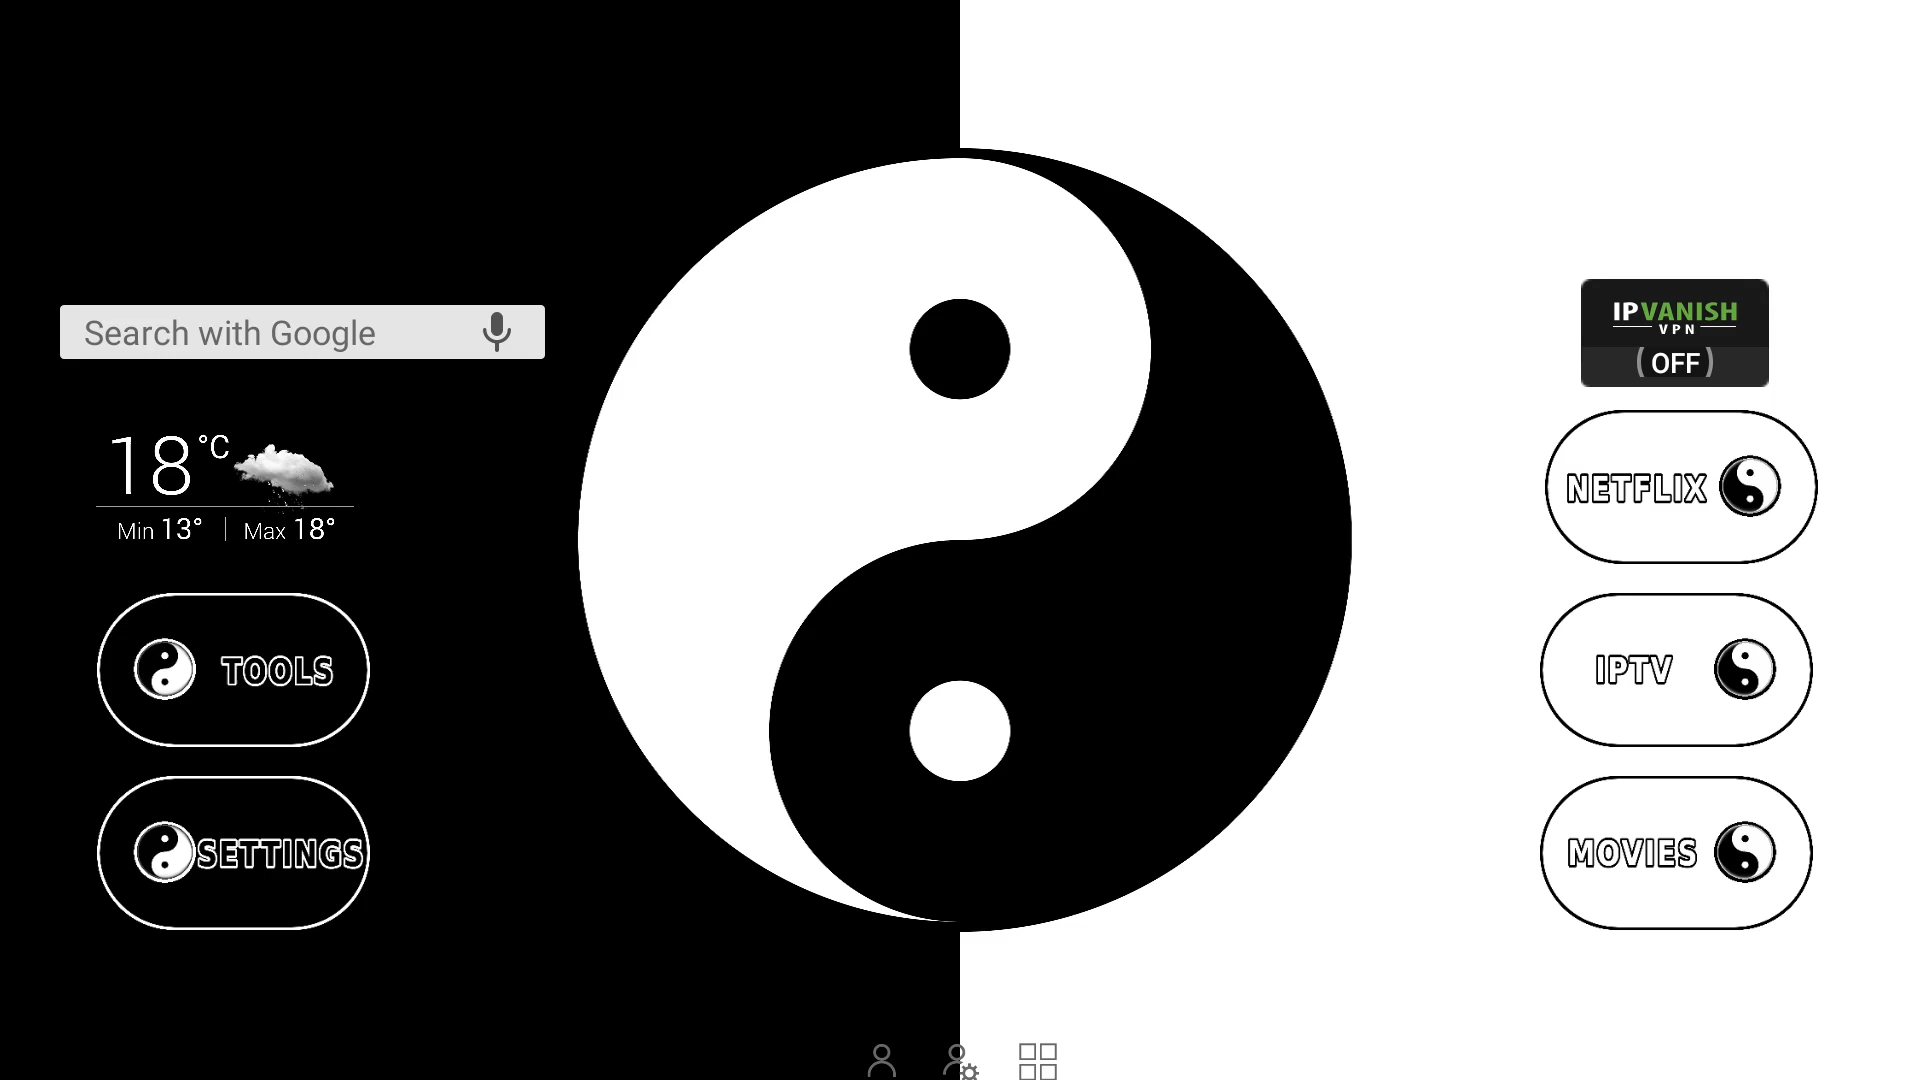 Search with Google
18°C
Min 13° | Max 18°
TOOLS
SETTINGS
IPVANISH
VPN
(OFF)
NETFLIX
IPTV
MOVIES